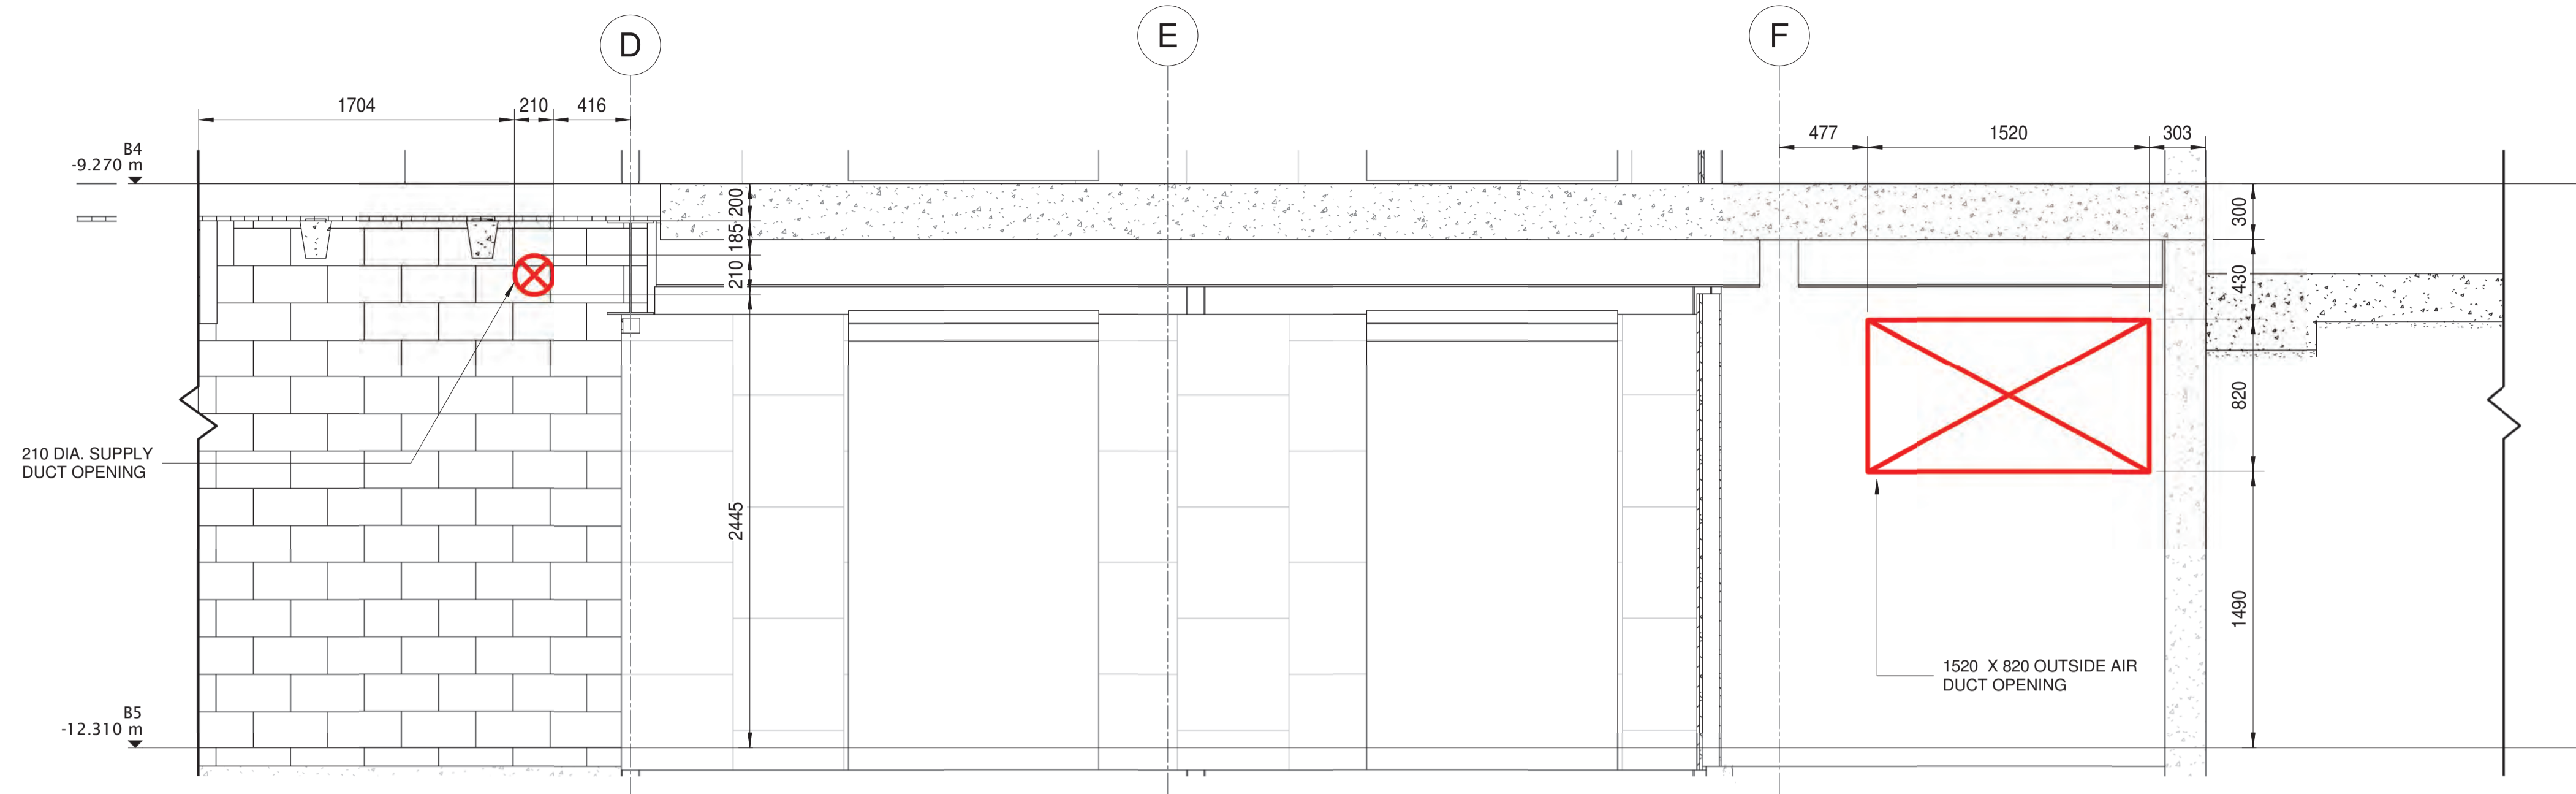 D
E
F
1704
210
416
477
1520
303
B4
-9.270 m
200
185
210
2445
300
430
820
1490
210 DIA. SUPPLY
DUCT OPENING
1520 X 820 OUTSIDE AIR
DUCT OPENING
B5
-12.310 m